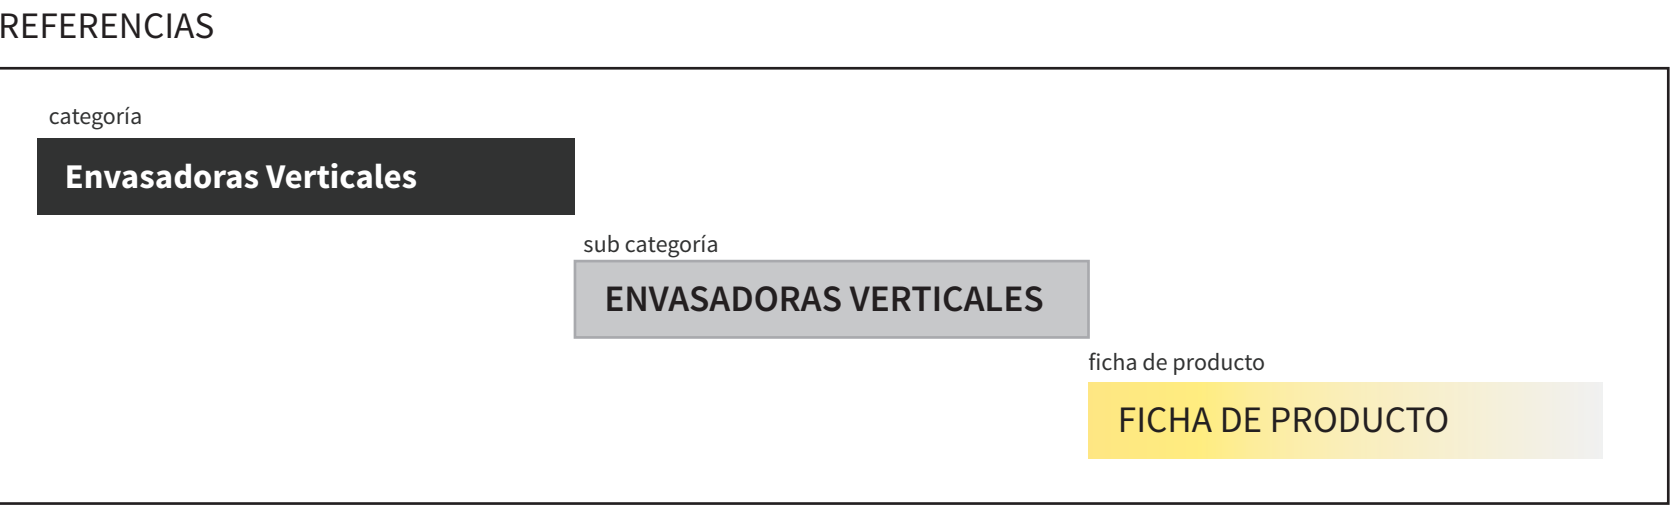 REFERENCIAS
categoría
Envasadoras Verticales
sub categoría
ENVASADORAS VERTICALES
ficha de producto
FICHA DE PRODUCTO